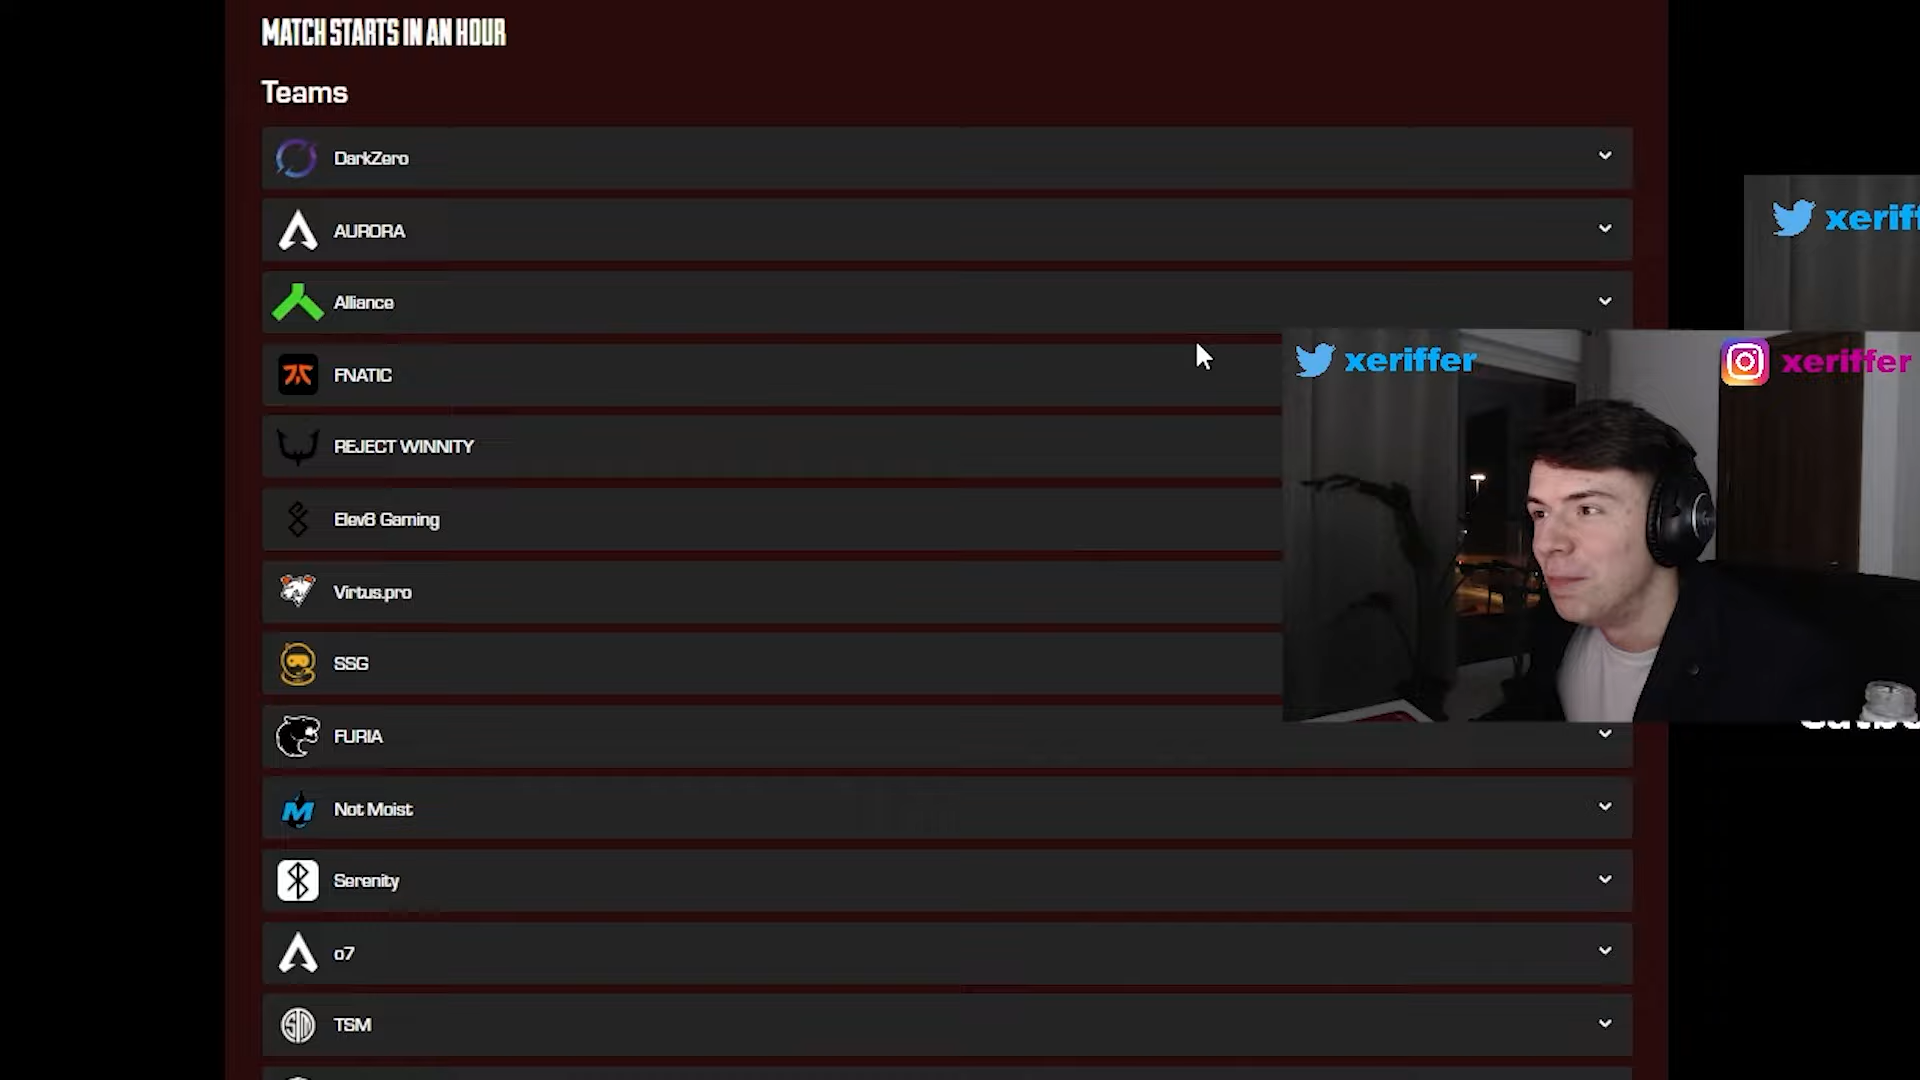 MATCH STARTS IN AN HOUR
Teams
DarkZero
AURORA
Alliance
FNATIC
REJECT WINNITY
Elev8 Gaming
Virtus.pro
SSG
FURIA
Not Moist
Serenity
o7
TSM
xeriff
xeriffer
xeriffer